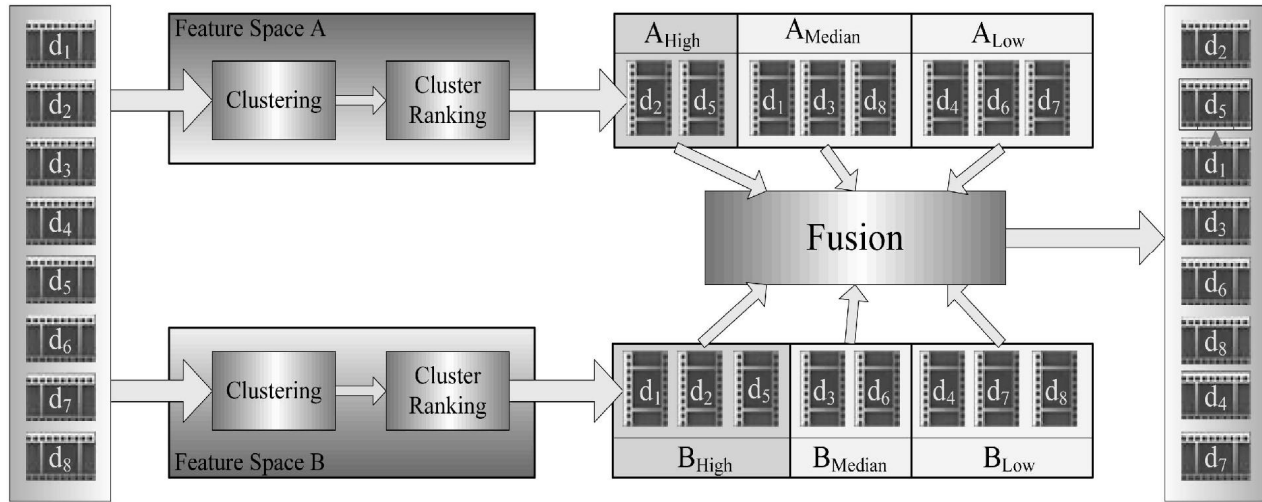 d1
d2
d3
d4
d5
d6
d7
d8
Feature Space A
Clustering
Cluster
Ranking
AHigh
AMedian
ALow
d2 d5 d1 d3 d8 d4 d6 d7
Fusion
Clustering
Cluster
Ranking
Feature Space B
d1 d2 d5 d3 d6 d4 d7 d8
BHigh
BMedian
BLow
d2
d5
d1
d3
d6
d8
d4
d7